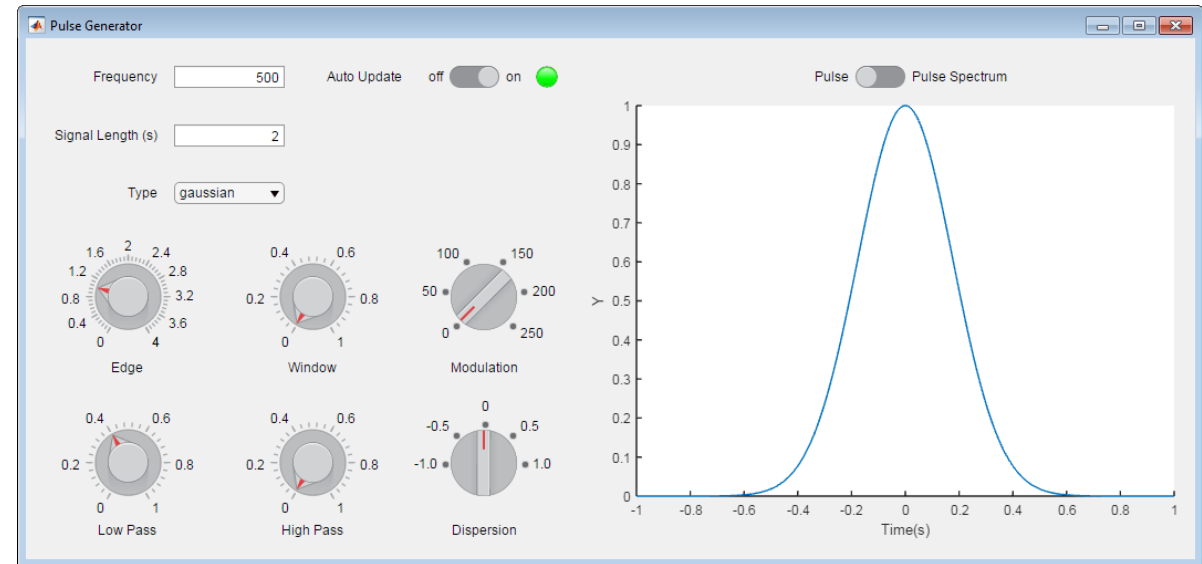 Pulse Generator
Frequency 500 Auto Update off on
Signal Length (s) 2
Type gaussian
1.6 2 2.4
1.2 2.8
0.8 3.2
0.4 3.6
0 4
Edge
0.4 0.6
0.2 0.8
0 1
Window
100 150
50 200
0 250
Modulation
0.4 0.6
0.2 0.8
0 1
Low Pass
0.4 0.6
0.2 0.8
0 1
High Pass
0
-0.5 0.5
-1.0 1.0
Dispersion
Pulse Pulse Spectrum
1
0.9
0.8
0.7
0.6
0.5
0.4
0.3
0.2
0.1
0
Y
-1 -0.8 -0.6 -0.4 -0.2 0 0.2 0.4 0.6 0.8 1
Time(s)